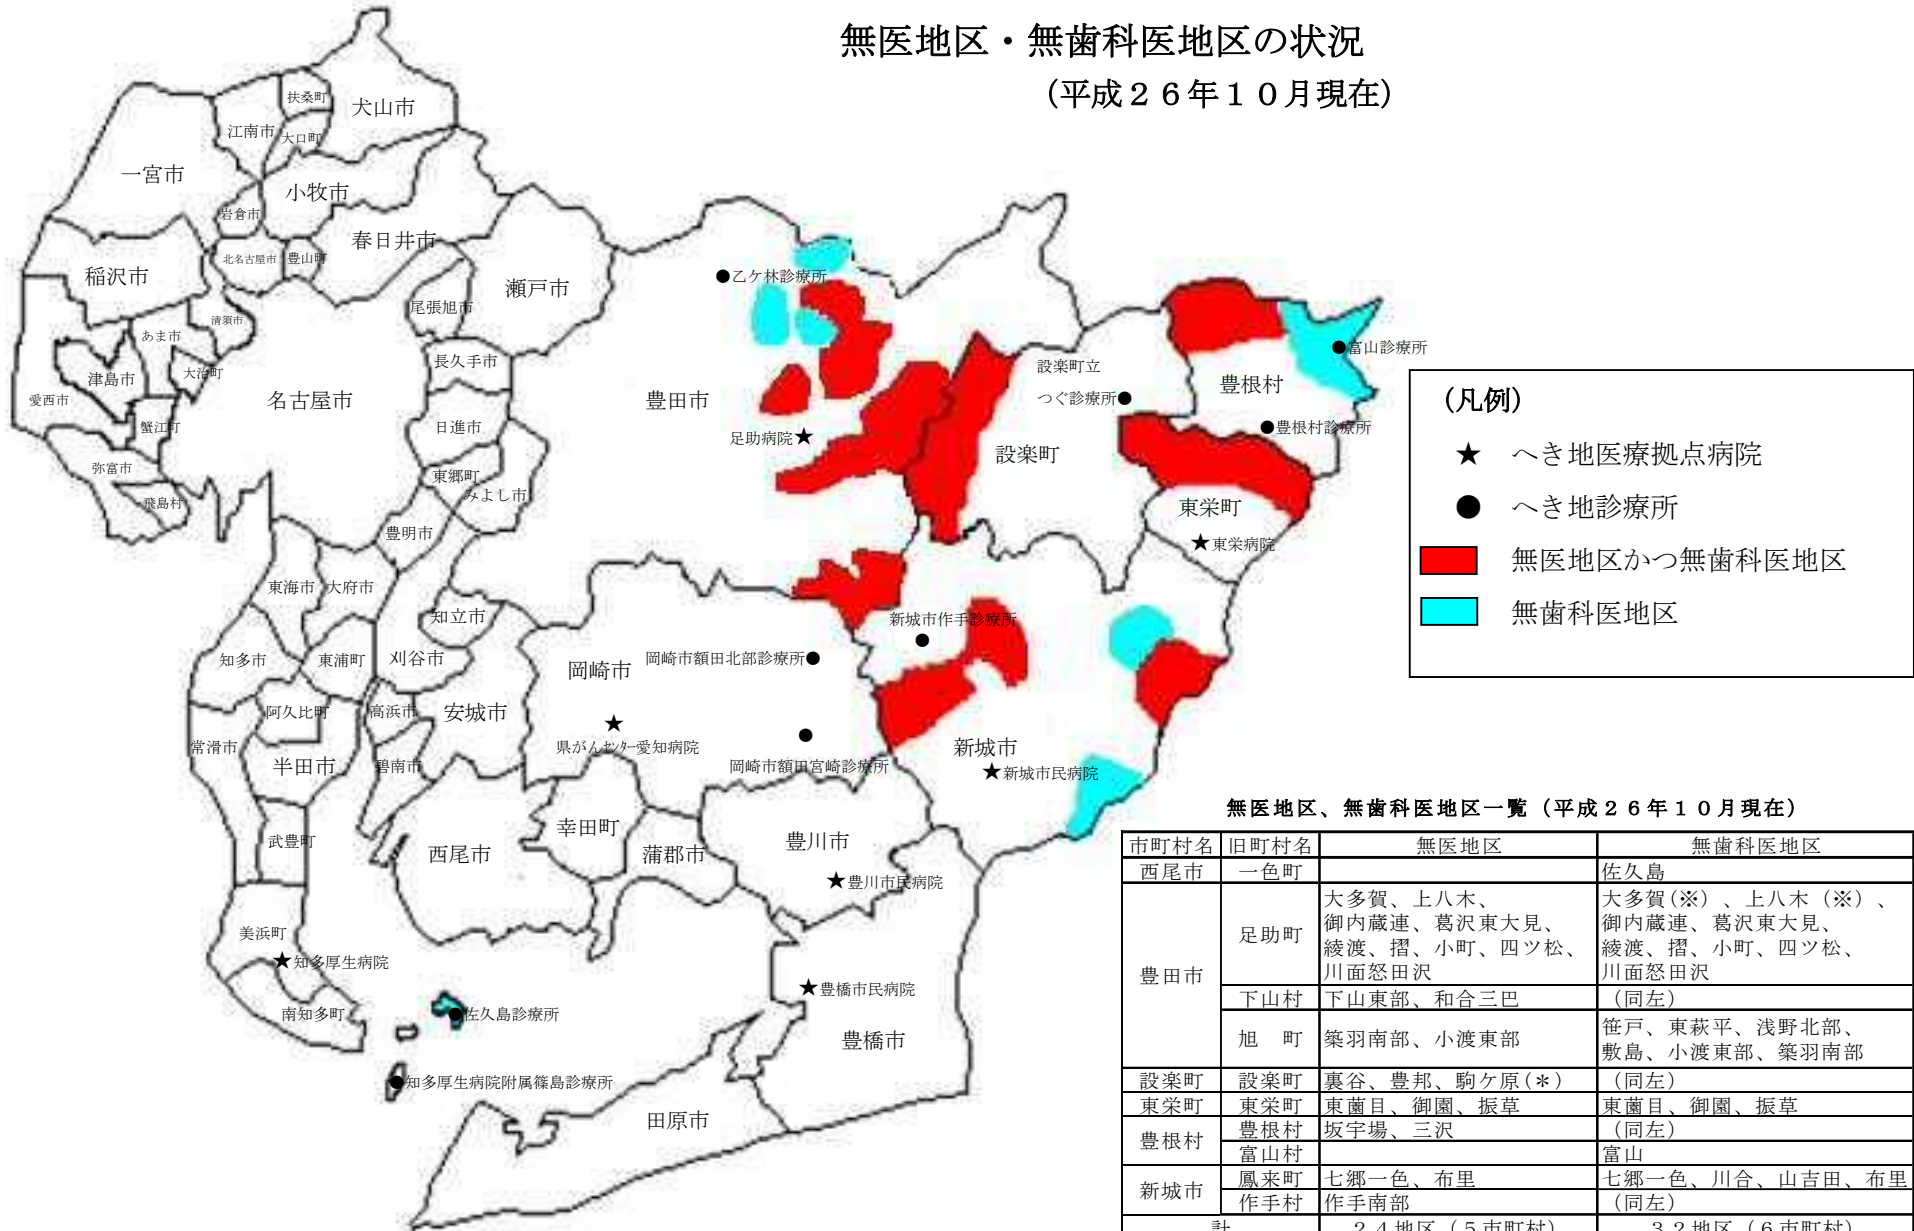 無医地区・無歯科医地区の状況
（平成２６年１０月現在）
扶桑町
犬山市
江南市
大口町
一宮市
小牧市
岩倉市
春日井市
北名古屋市
豊山町
稲沢市
瀬戸市
尾張旭市
清須市
あま市
長久手市
津島市
大治町
愛西市
名古屋市
蟹江町
日進市
弥富市
東郷町
みよし市
飛島村
豊明市
乙ケ林診療所
豊田市
足助病院
設楽町立
つぐ診療所
設楽町
富山診療所
豊根村
豊根村診療所
東栄町
東栄病院
（凡例）
★ へき地医療拠点病院
● へき地診療所
無医地区かつ無歯科医地区
無歯科医地区
東海市
大府市
知立市
知多市
東浦町
刈谷市
岡崎市
岡崎市額田北部診療所
新城市作手診療所
阿久比町
高浜市
安城市
常滑市
半田市
碧南市
県がんｾﾝﾀｰ愛知病院
岡崎市額田宮崎診療所
新城市
新城市民病院
武豊町
西尾市
幸田町
蒲郡市
豊川市
豊川市民病院
美浜町
知多厚生病院
南知多町
佐久島診療所
豊橋市民病院
豊橋市
知多厚生病院附属篠島診療所
田原市
無医地区、無歯科医地区一覧（平成２６年１０月現在）
市町村名 旧町村名 無医地区 無歯科医地区
西尾市 一色町 佐久島
豊田市 足助町 大多賀、上八木、
御内蔵連、葛沢東大見、
綾渡、摺、小町、四ツ松、
川面怒田沢
大多賀(※)、上八木（※）、
御内蔵連、葛沢東大見、
綾渡、摺、小町、四ツ松、
川面怒田沢
下山村 下山東部、和合三巴 （同左）
旭　町 築羽南部、小渡東部
笹戸、東萩平、浅野北部、
敷島、小渡東部、築羽南部
設楽町 設楽町 裏谷、豊邦、駒ケ原(＊) （同左）
東栄町 東栄町 東薗目、御園、振草 東薗目、御園、振草
豊根村 豊根村 坂宇場、三沢 （同左）
富山村 富山
新城市 鳳来町 七郷一色、布里 七郷一色、川合、山吉田、布里
作手村 作手南部 （同左）
計 ２４地区（５市町村） ３２地区（６市町村）